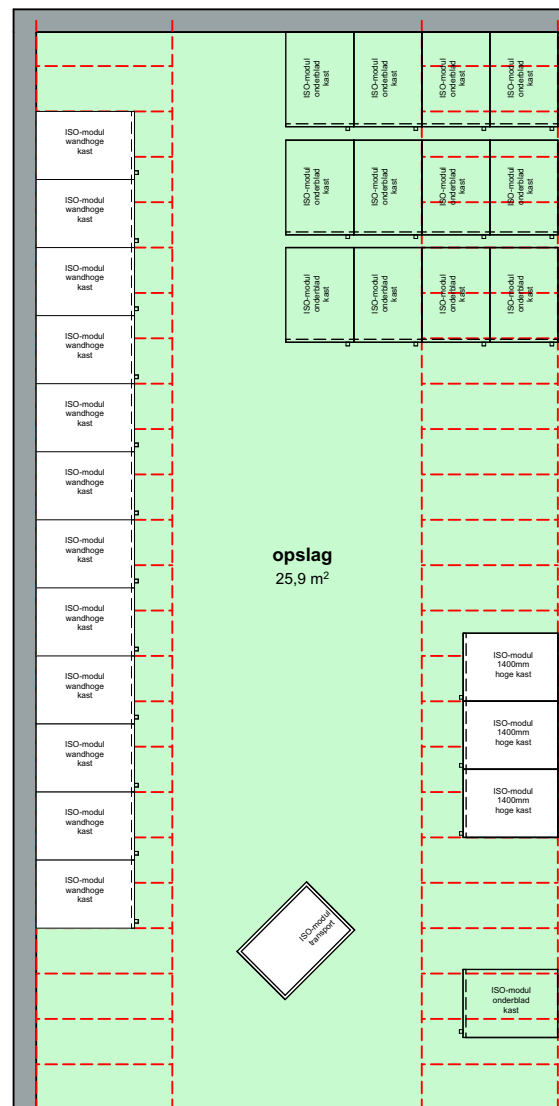 ISO-modul
onderblad
kast
ISO-modul
onderblad
kast
ISO-modul
onderblad
kast
ISO-modul
onderblad
kast
ISO-modul
onderblad
kast
ISO-modul
onderblad
kast
ISO-modul
onderblad
kast
ISO-modul
onderblad
kast
ISO-modul
onderblad
kast
ISO-modul
onderblad
kast
ISO-modul
onderblad
kast
ISO-modul
onderblad
kast
ISO-modul
wandhoge
kast
ISO-modul
wandhoge
kast
ISO-modul
wandhoge
kast
ISO-modul
wandhoge
kast
ISO-modul
wandhoge
kast
ISO-modul
wandhoge
kast
ISO-modul
wandhoge
kast
ISO-modul
wandhoge
kast
ISO-modul
wandhoge
kast
ISO-modul
wandhoge
kast
ISO-modul
wandhoge
kast
ISO-modul
wandhoge
kast
opslag
25,9 m²
ISO-modul
1400mm
hoge kast
ISO-modul
1400mm
hoge kast
ISO-modul
1400mm
hoge kast
ISO-modul
transport
ISO-modul
onderblad
kast